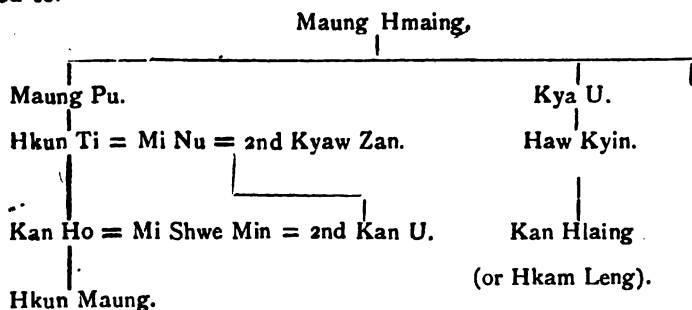 Maung Hmaing,
Maung Pu. Kya U.
Hkun Ti = Mi Nu = 2nd Kyaw Zan. Haw Kyin.
Kan Ho = Mi Shwe Min = 2nd Kan U. Kan Hlaing
(or Hkam Leng).
Hkun Maung.